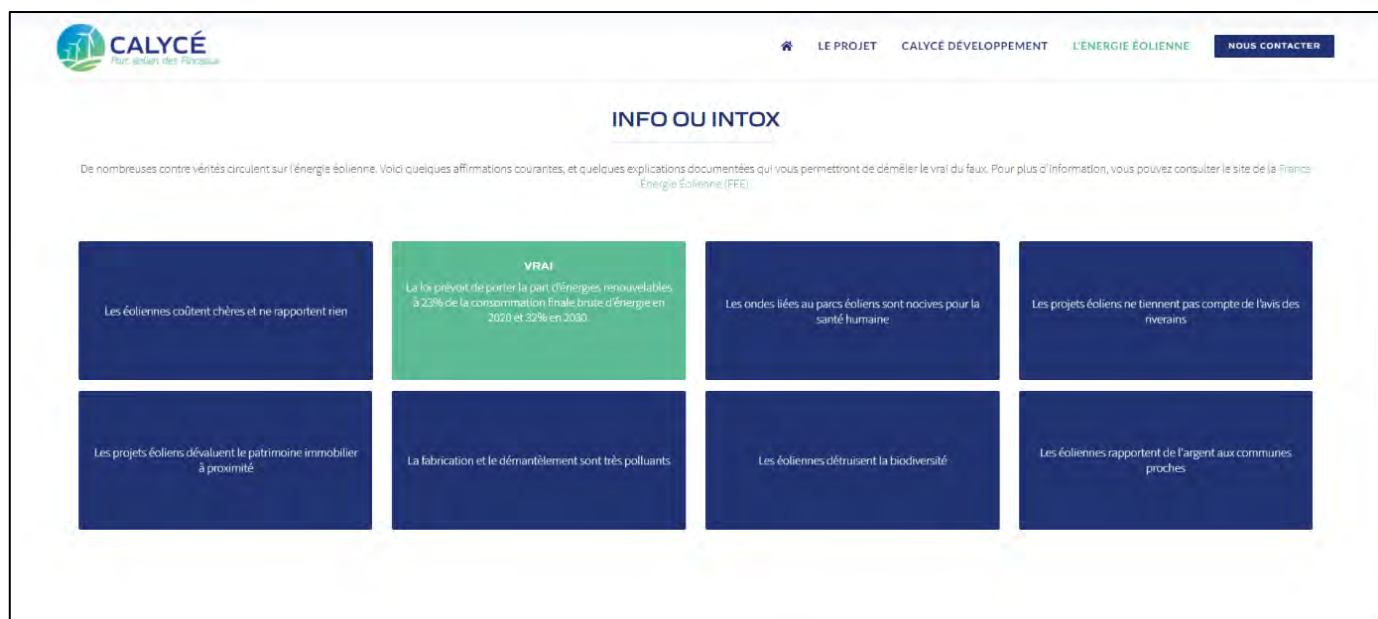 CALYCÉ
Parc éolien des
LE PROJET
CALYCÉ DÉVELOPPEMENT
L'ÉNERGIE ÉOLIENNE
NOUS CONTACTER
INFO OU INTOX
De nombreuses contre vérités circulent sur l'énergie éolienne. Voici quelques affirmations courantes, et quelques explications documentées qui vous permettront de démêler le vrai du faux. Pour plus d'information, vous pouvez consulter le site de la France
Énergie Éolienne (FEE)
Les éoliennes coûtent chères et ne rapportent rien
VRAI
La loi prévoit de porter la part d'énergies renouvelables
à 23% de la consommation finale brute d'énergie en
2020 et 32% en 2030.
Les ondes liées au parcs éoliens sont nocives pour la
santé humaine
Les projets éoliens ne tiennent pas compte de l'avis des
riverains
Les projets éoliens dévaluent le patrimoine immobilier
à proximité
La fabrication et le démantèlement sont très polluants
Les éoliennes détruisent la biodiversité
Les éoliennes rapportent de l'argent aux communes
proches